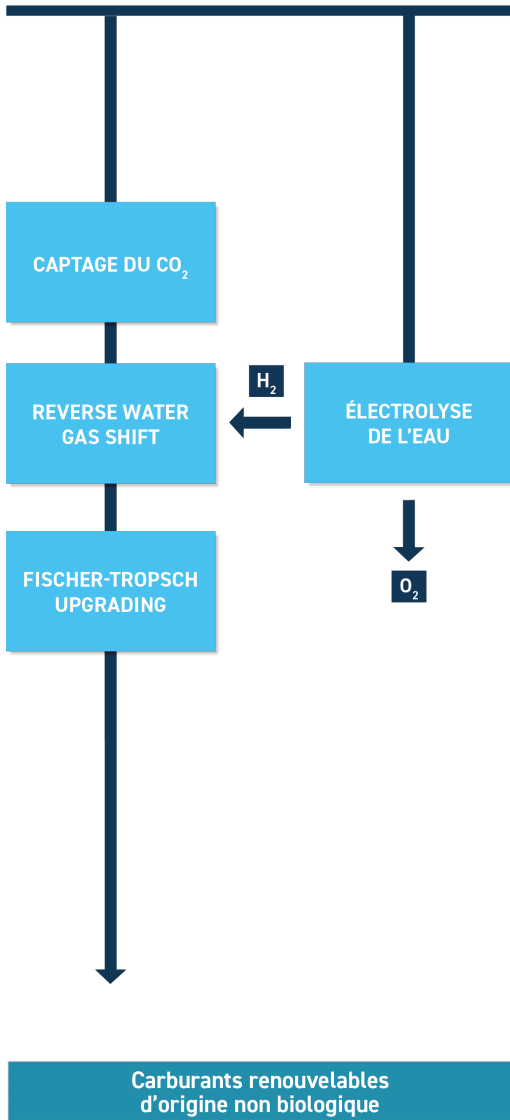 CAPTAGE DU CO₂
REVERSE WATER
GAS SHIFT
H₂
ÉLECTROLYSE
DE L'EAU
FISCHER-TROPSCH
UPGRADING
O₂
Carburants renouvelables
d'origine non biologique